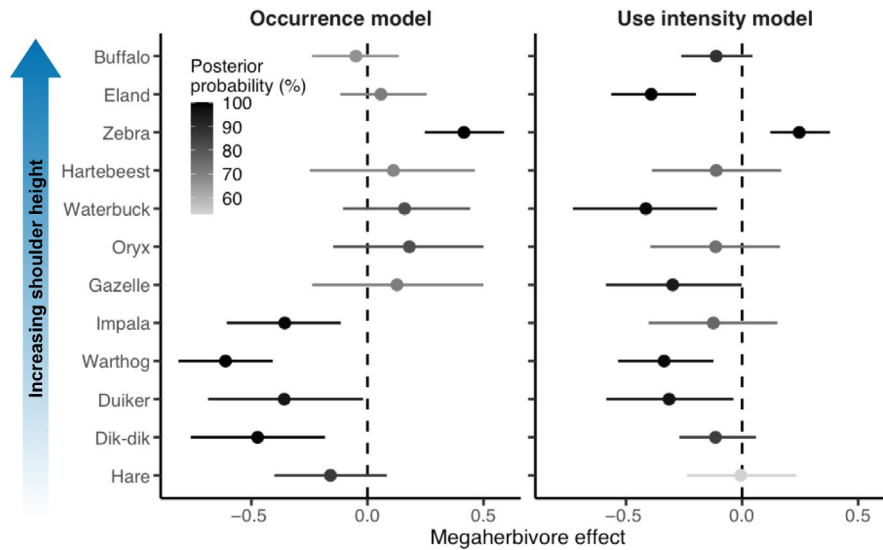 Occurrence model
Use intensity model
Increasing shoulder height
Buffalo
Eland
Zebra
Hartebeest
Waterbuck
Oryx
Gazelle
Impala
Warthog
Duiker
Dik-dik
Hare
Posterior
probability (%)
100
90
80
70
60
−0.5 0.0 0.5
−0.5 0.0 0.5
Megaherbivore effect